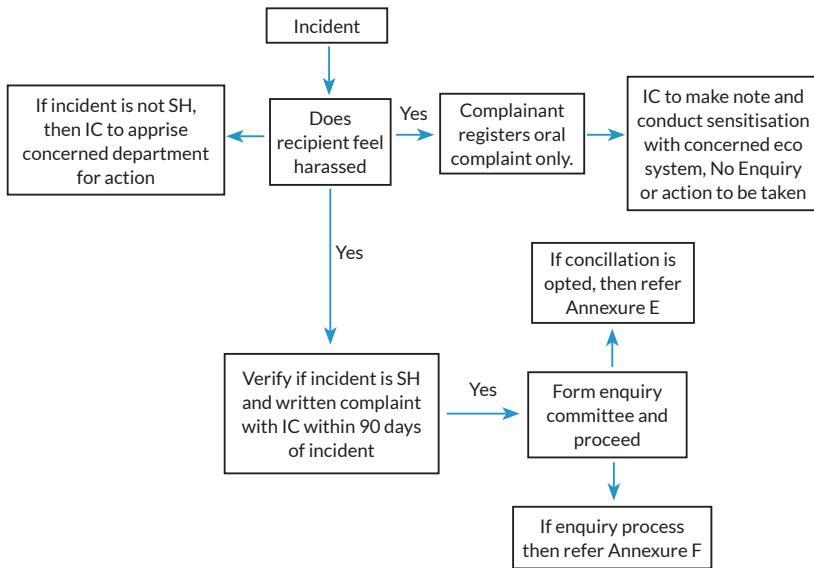 Incident
If incident is not SH,
then IC to apprise
concerned department
for action
Does
recipient feel
harassed
Yes
Complainant
registers oral
complaint only.
IC to make note and
conduct sensitisation
with concerned eco
system, No Enquiry
or action to be taken
Yes
If concillation is
opted, then refer
Annexure E
Verify if incident is SH
and written complaint
with IC within 90 days
of incident
Yes
Form enquiry
committee and
proceed
If enquiry process
then refer Annexure F